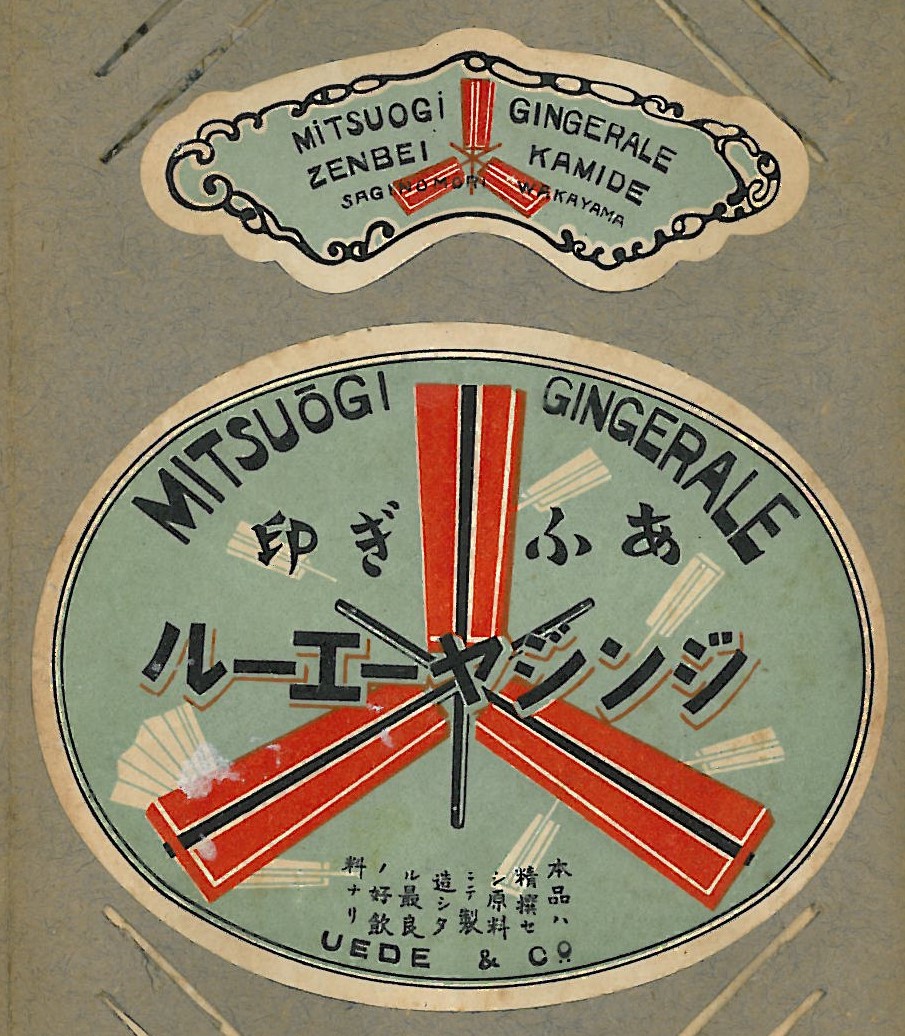 MiTSUOGi GINGERALE
ZENBEI KAMIDE
SAGINOMORI WAKAYAMA
MITSUŌGI GINGERALE
あふぎ印
ジンジヤーエール
本品ハ
精撰セ
シ原料
ニテ製
造シタ
ル最良
ノ好飲
料ナリ
UEDE & Co.